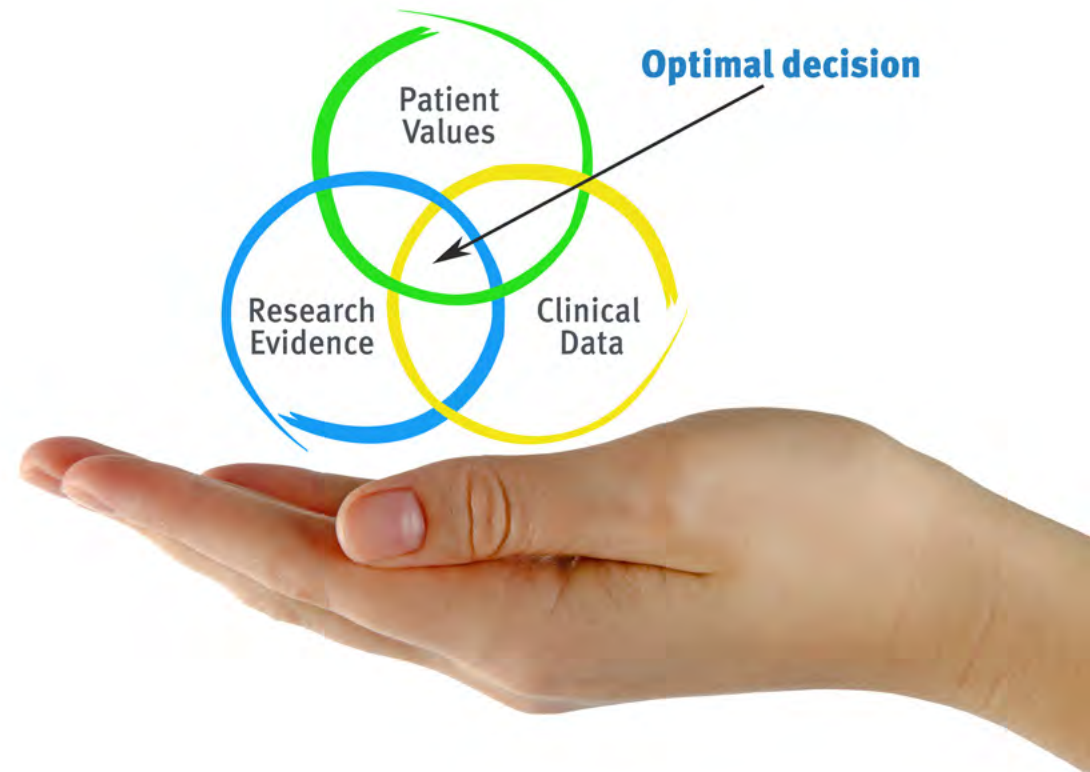 Optimal decision
Patient
Values
Research
Evidence
Clinical
Data